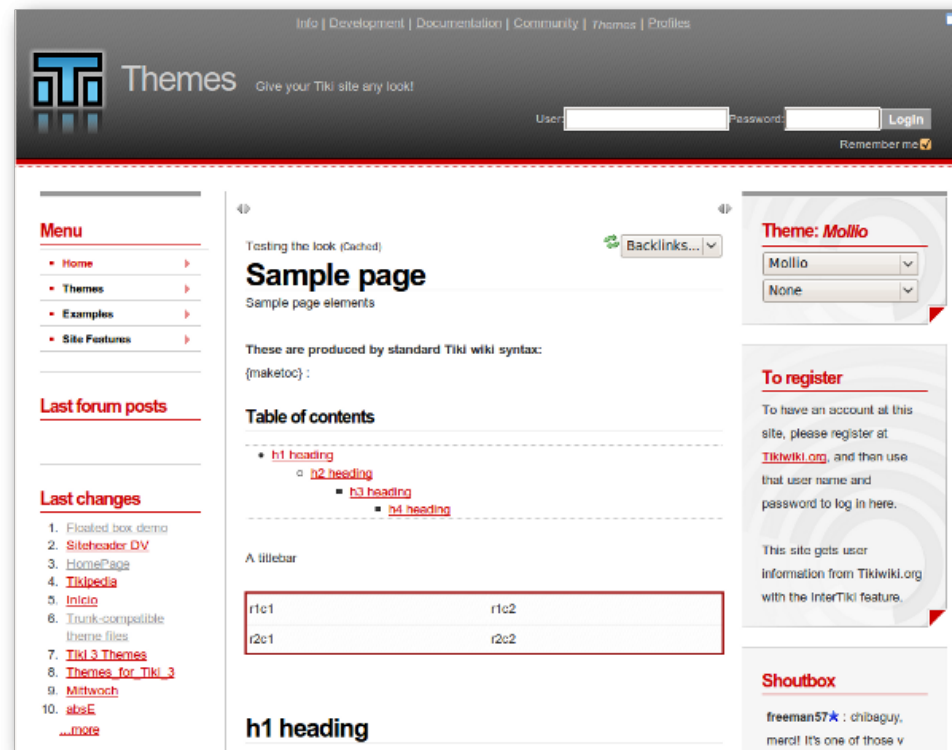 Info | Development | Documentation | Community | Themes | Profiles
Themes Give your Tiki site any look!
User: Password: Login
Remember me
Menu
Home
Themes
Examples
Site Features
Last forum posts
Last changes
1. Floated box demo
2. Siteheader DV
3. HomePage
4. Tikipedia
5. Inicio
6. Trunk-compatible
theme files
7. Tiki 3 Themes
8. Themes_for_Tiki_3
9. Mittwoch
10. absE
...more
Testing the look (Cached)
Backlinks...
Sample page
Sample page elements
These are produced by standard Tiki wiki syntax:
{maketoc} :
Table of contents
h1 heading
h2 heading
h3 heading
h4 heading
A titlebar
r1c1 r1c2
r2c1 r2c2
h1 heading
Theme: Mollio
Mollio
None
To register
To have an account at this
site, please register at
Tikiwiki.org, and then use
that user name and
password to log in here.
This site gets user
information from Tikiwiki.org
with the InterTiki feature.
Shoutbox
freeman57 : chibaguy,
merci! It's one of those v